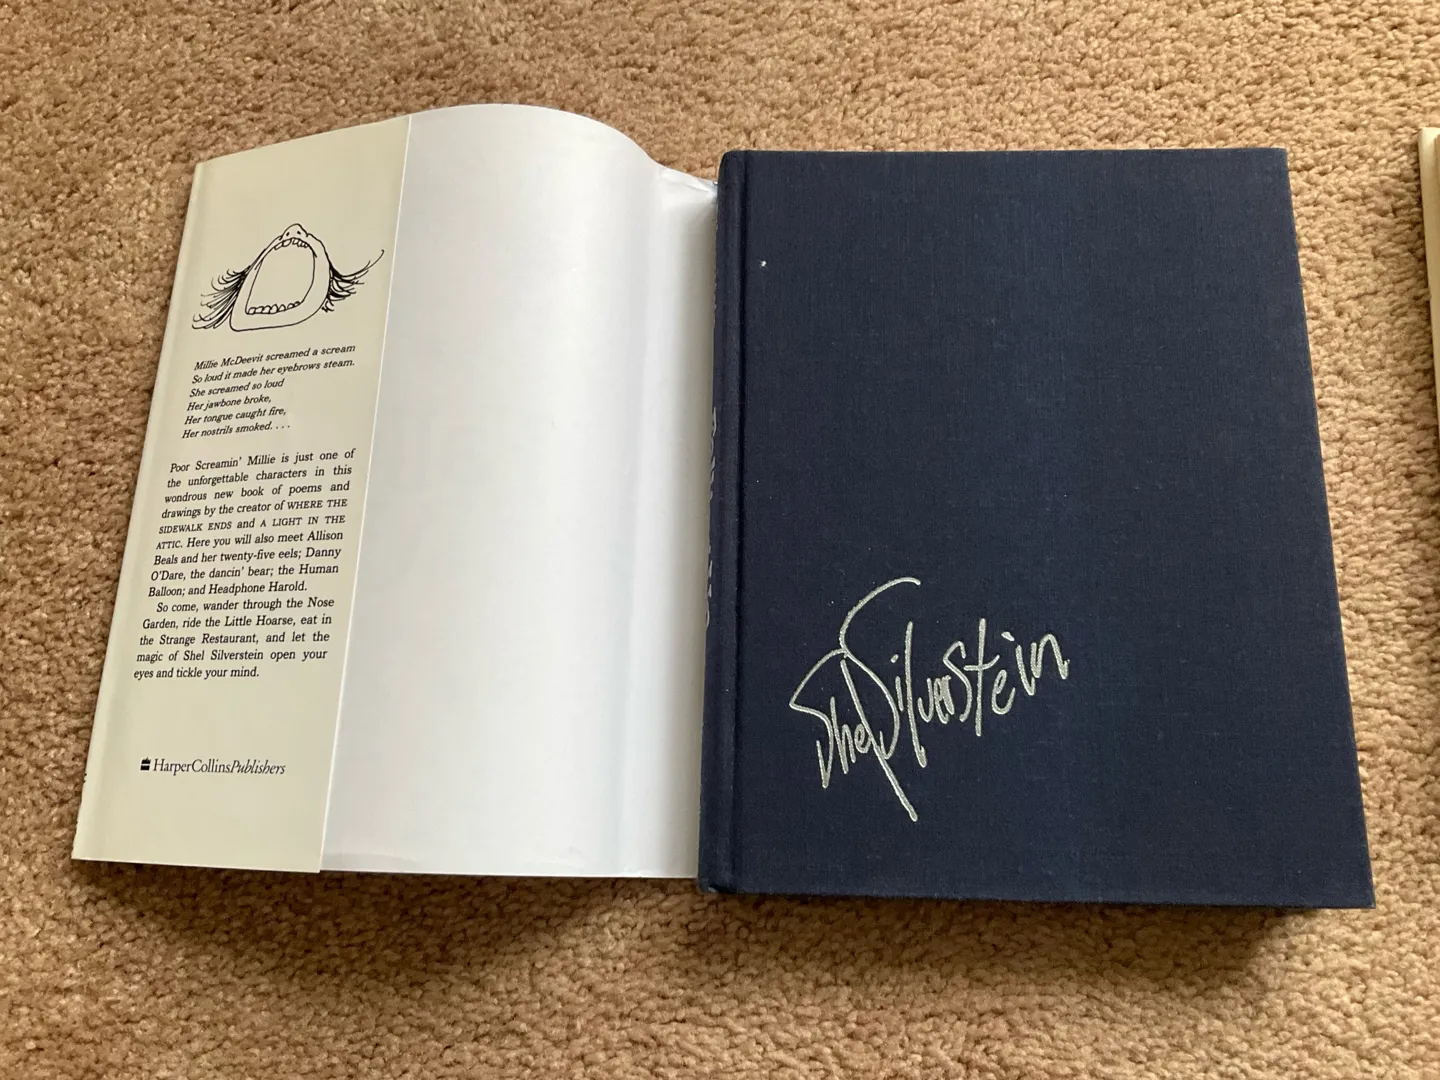 Millie McDeevit screamed a scream
So loud it made her eyebrows steam.
She screamed so loud
Her jawbone broke,
Her tongue caught fire,
Her nostrils smoked. . . .
Poor Screamin' Millie is just one of
the unforgettable characters in this
wondrous new book of poems and
drawings by the creator of WHERE THE
SIDEWALK ENDS and A LIGHT IN THE
ATTIC. Here you will also meet Allison
Beals and her twenty-five eels; Danny
O'Dare, the dancin' bear; the Human
Balloon; and Headphone Harold.
So come, wander through the Nose
Garden, ride the Little Hoarse, eat in
the Strange Restaurant, and let the
magic of Shel Silverstein open your
eyes and tickle your mind.
HarperCollinsPublishers
Shel Silverstein